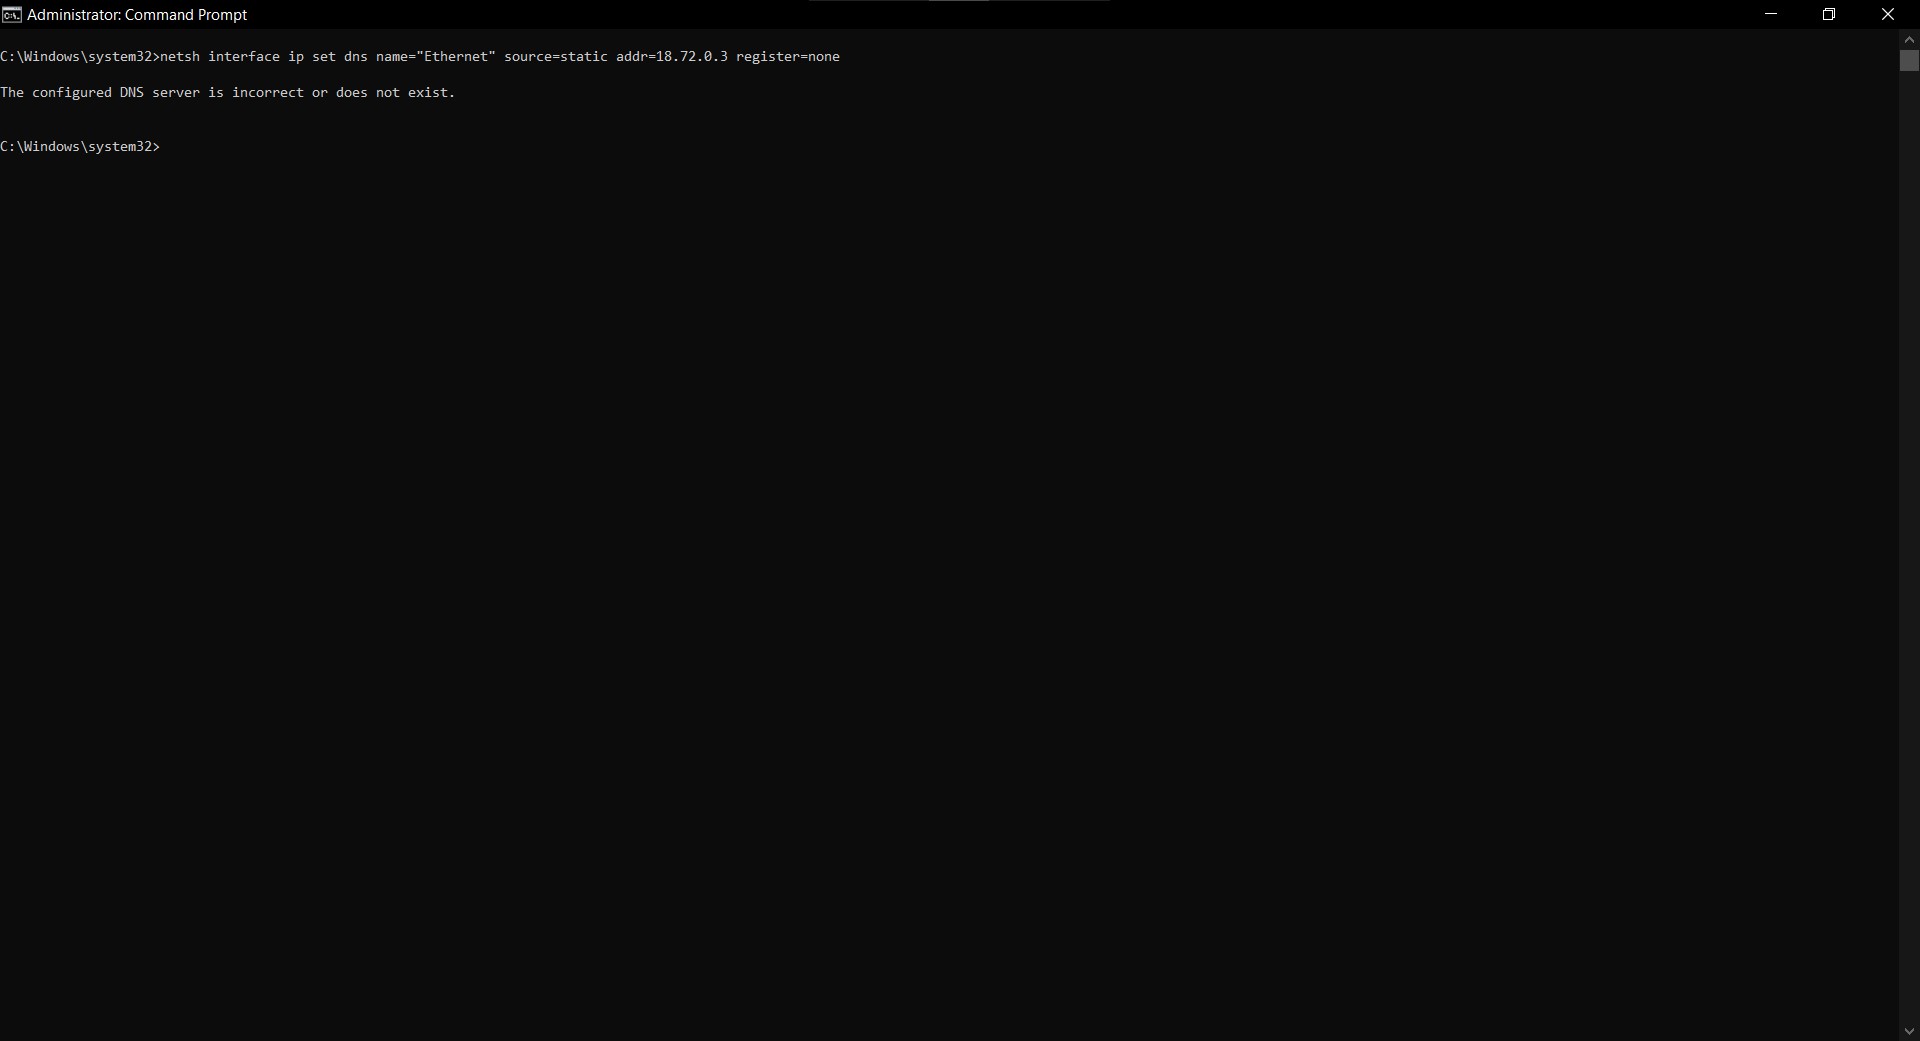 Administrator: Command Prompt
C:\Windows\system32>netsh interface ip set dns name="Ethernet" source=static addr=18.72.0.3 register=none
The configured DNS server is incorrect or does not exist.
C:\Windows\system32>